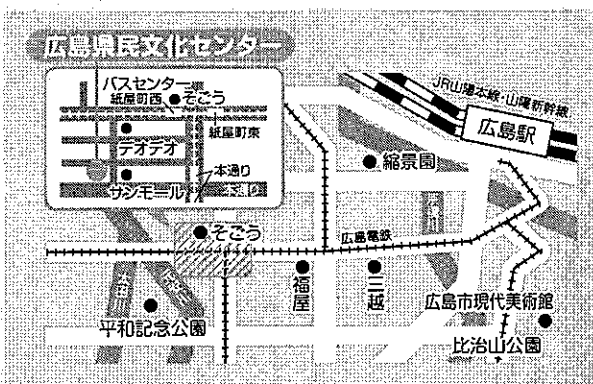 広島県民文化センター
バスセンター
紙屋町西
そごう
紙屋町東
デオデオ
本通り
サンモール
本通り
JR山陽本線・山陽新幹線
広島駅
縮景園
そごう
広島電鉄
福屋
三越
広島市現代美術館
平和記念公園
比治山公園